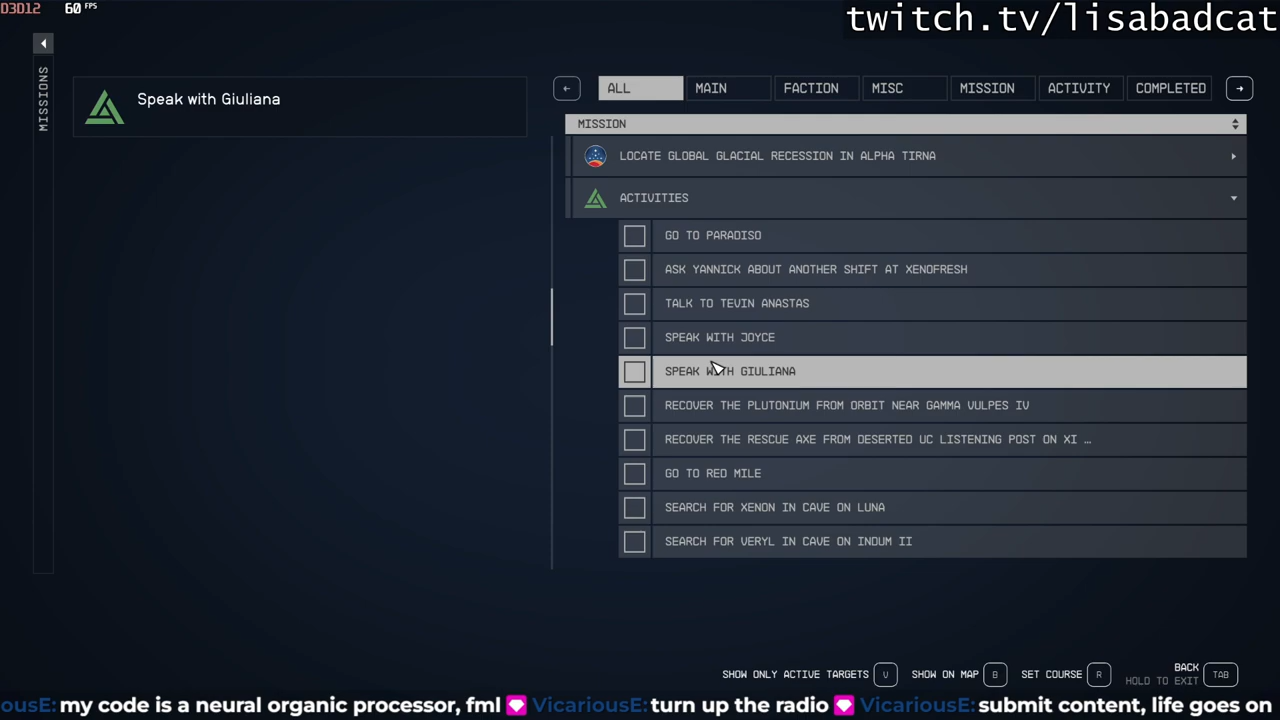 D3D12 60 FPS
twitch.tv/lisabadcat
MISSIONS
Speak with Giuliana
ALL MAIN FACTION MISC MISSION ACTIVITY COMPLETED
MISSION
LOCATE GLOBAL GLACIAL RECESSION IN ALPHA TIRNA
ACTIVITIES
GO TO PARADISO
ASK YANNICK ABOUT ANOTHER SHIFT AT XENOFRESH
TALK TO TEVIN ANASTAS
SPEAK WITH JOYCE
SPEAK WITH GIULIANA
RECOVER THE PLUTONIUM FROM ORBIT NEAR GAMMA VULPES IV
RECOVER THE RESCUE AXE FROM DESERTED UC LISTENING POST ON XI ...
GO TO RED MILE
SEARCH FOR XENON IN CAVE ON LUNA
SEARCH FOR VERYL IN CAVE ON INDUM II
SHOW ONLY ACTIVE TARGETS V SHOW ON MAP B SET COURSE R BACK TAB
HOLD TO EXIT
iousE: my code is a neural organic processor, fml VicariousE: turn up the radio VicariousE: submit content, life goes on